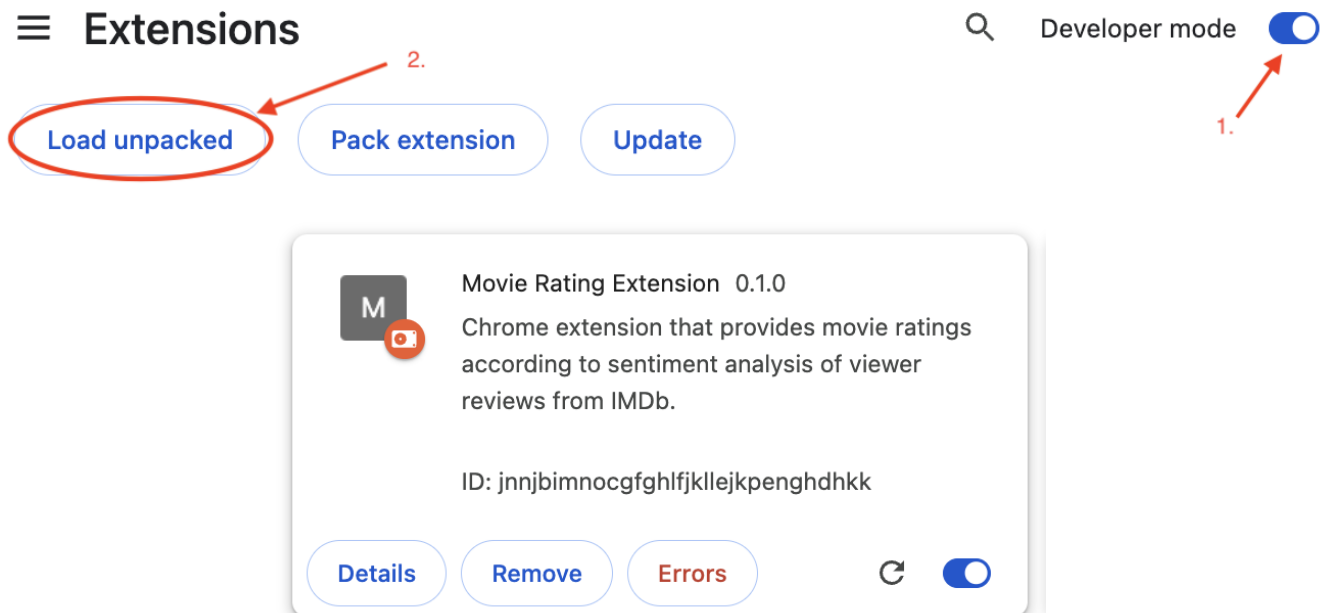 Extensions
Developer mode
2.
1.
Load unpacked
Pack extension
Update
M
Movie Rating Extension 0.1.0
Chrome extension that provides movie ratings
according to sentiment analysis of viewer
reviews from IMDb.
ID: jnnjbimnocgfghlfjkllejkpenghdhkk
Details
Remove
Errors